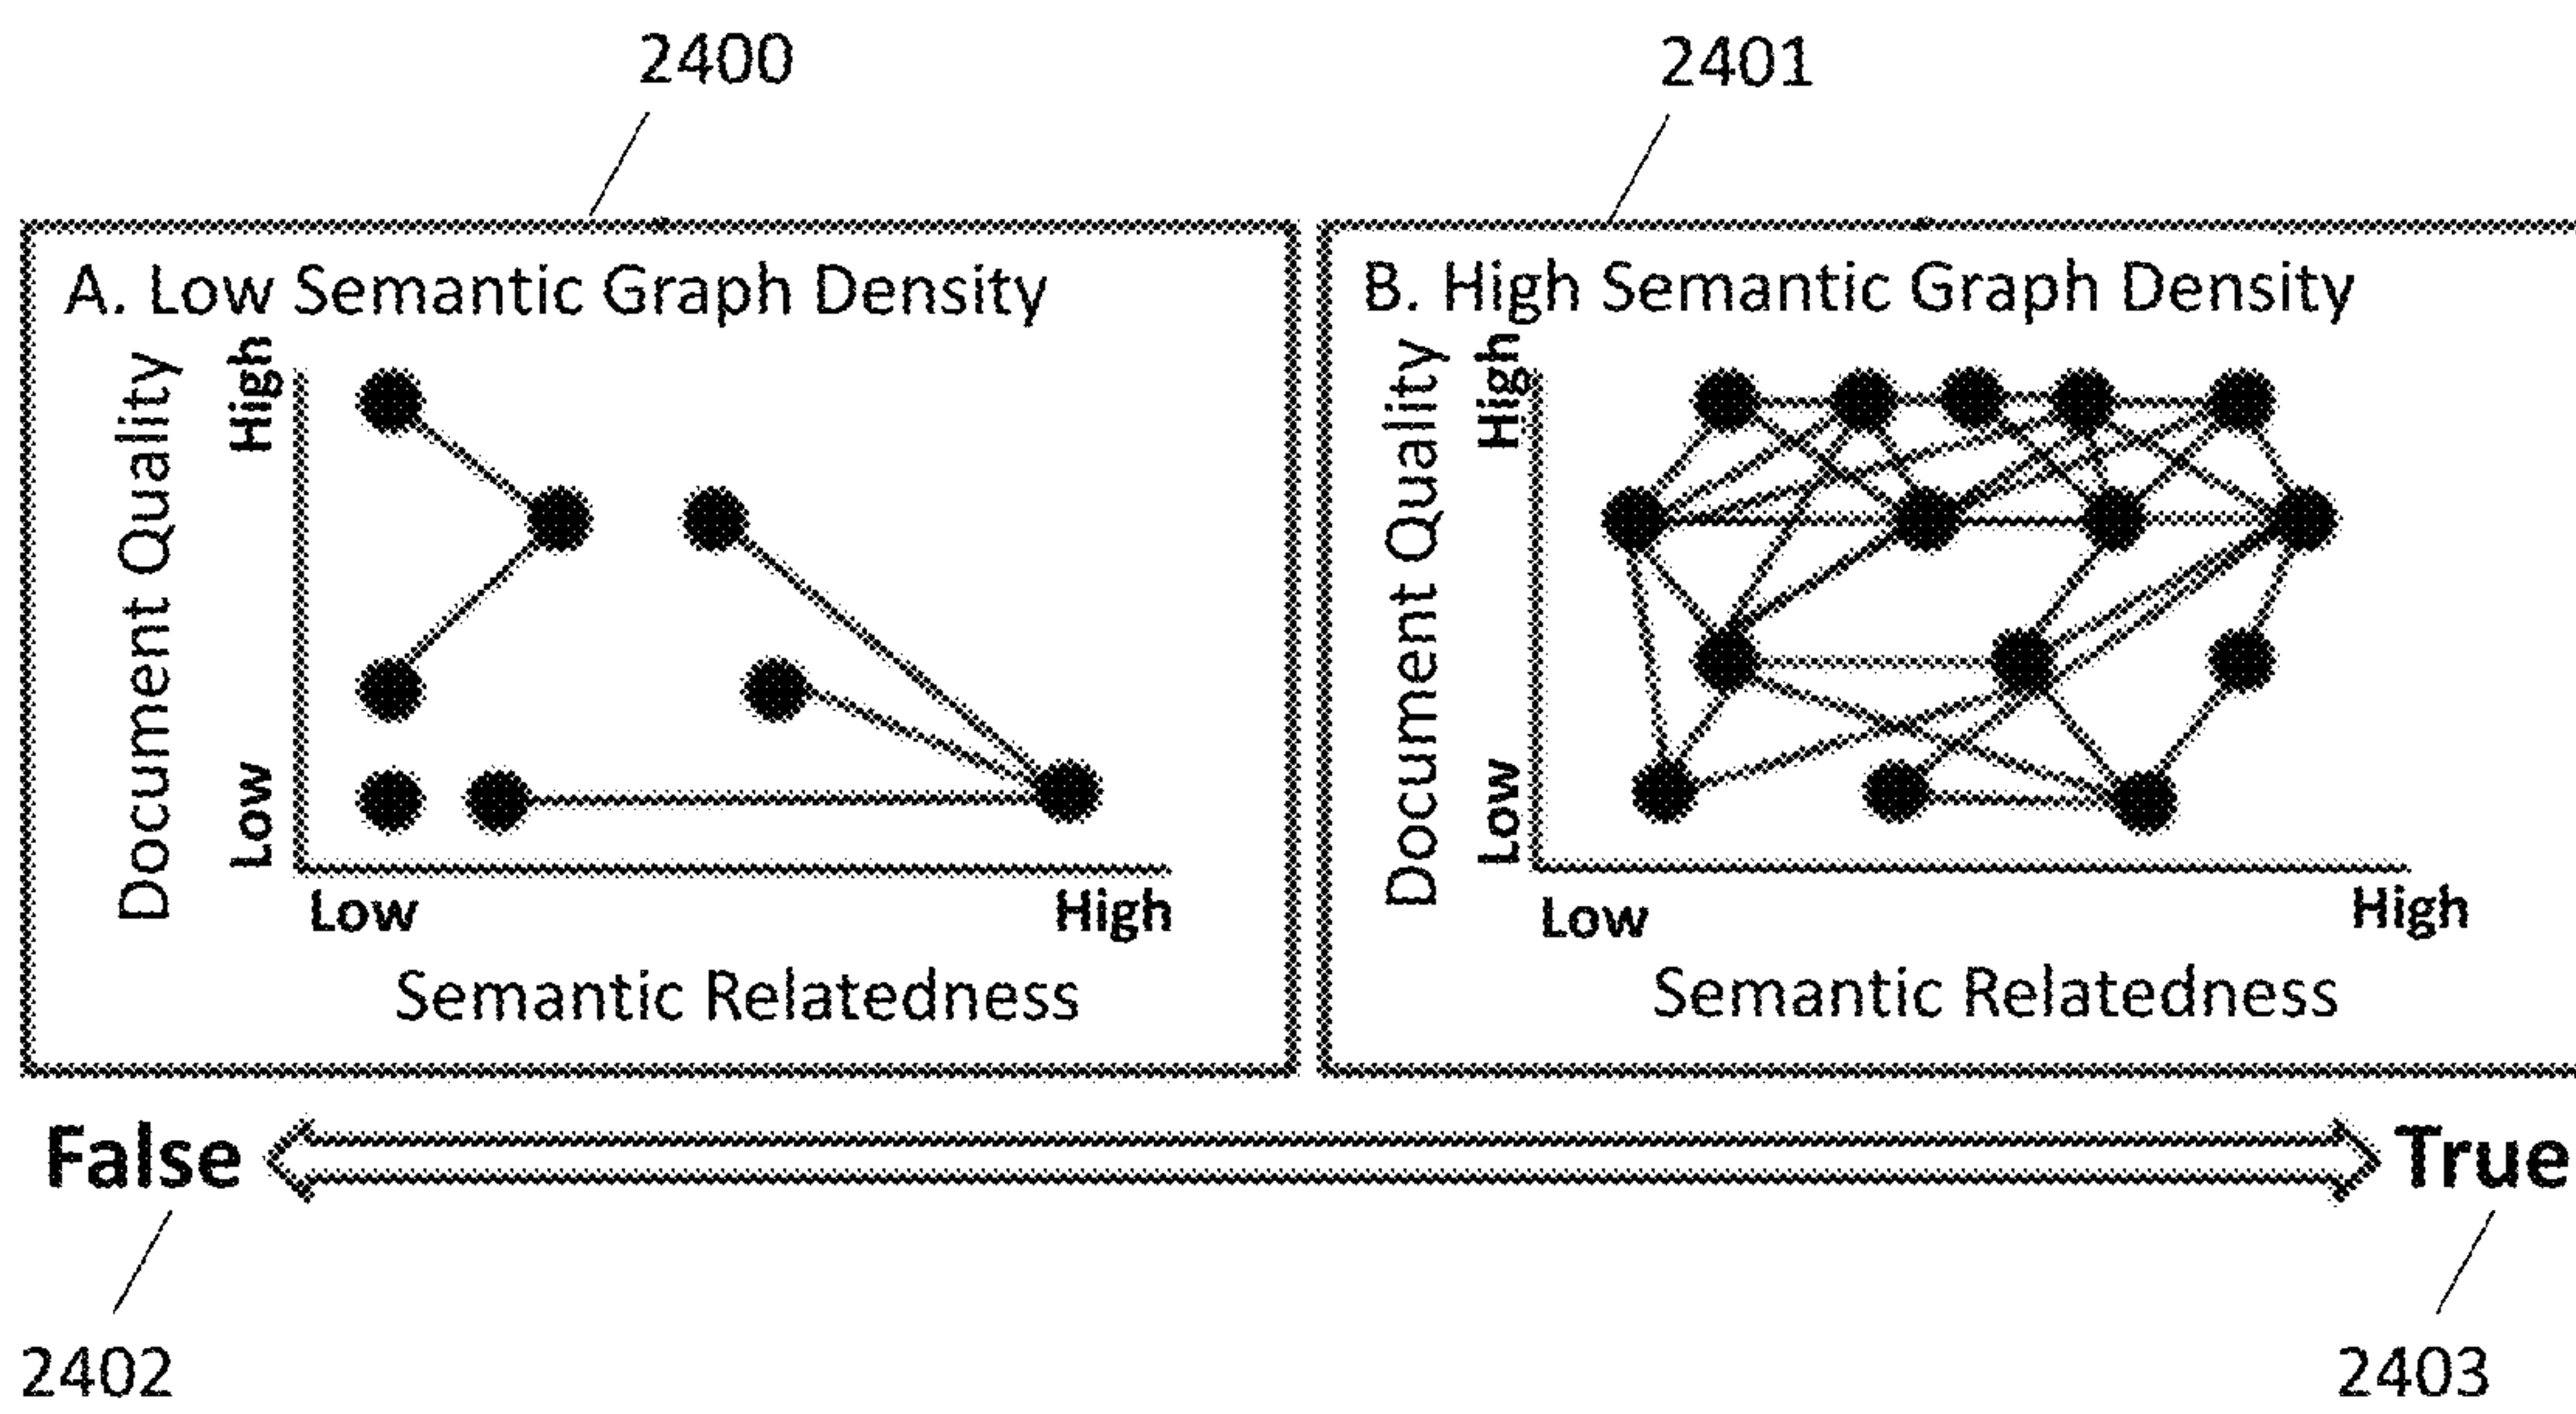 2400
2401
A. Low Semantic Graph Density
Document Quality
High
Low
Low
High
Semantic Relatedness
B. High Semantic Graph Density
Document Quality
High
Low
Low
High
Semantic Relatedness
False
True
2402
2403